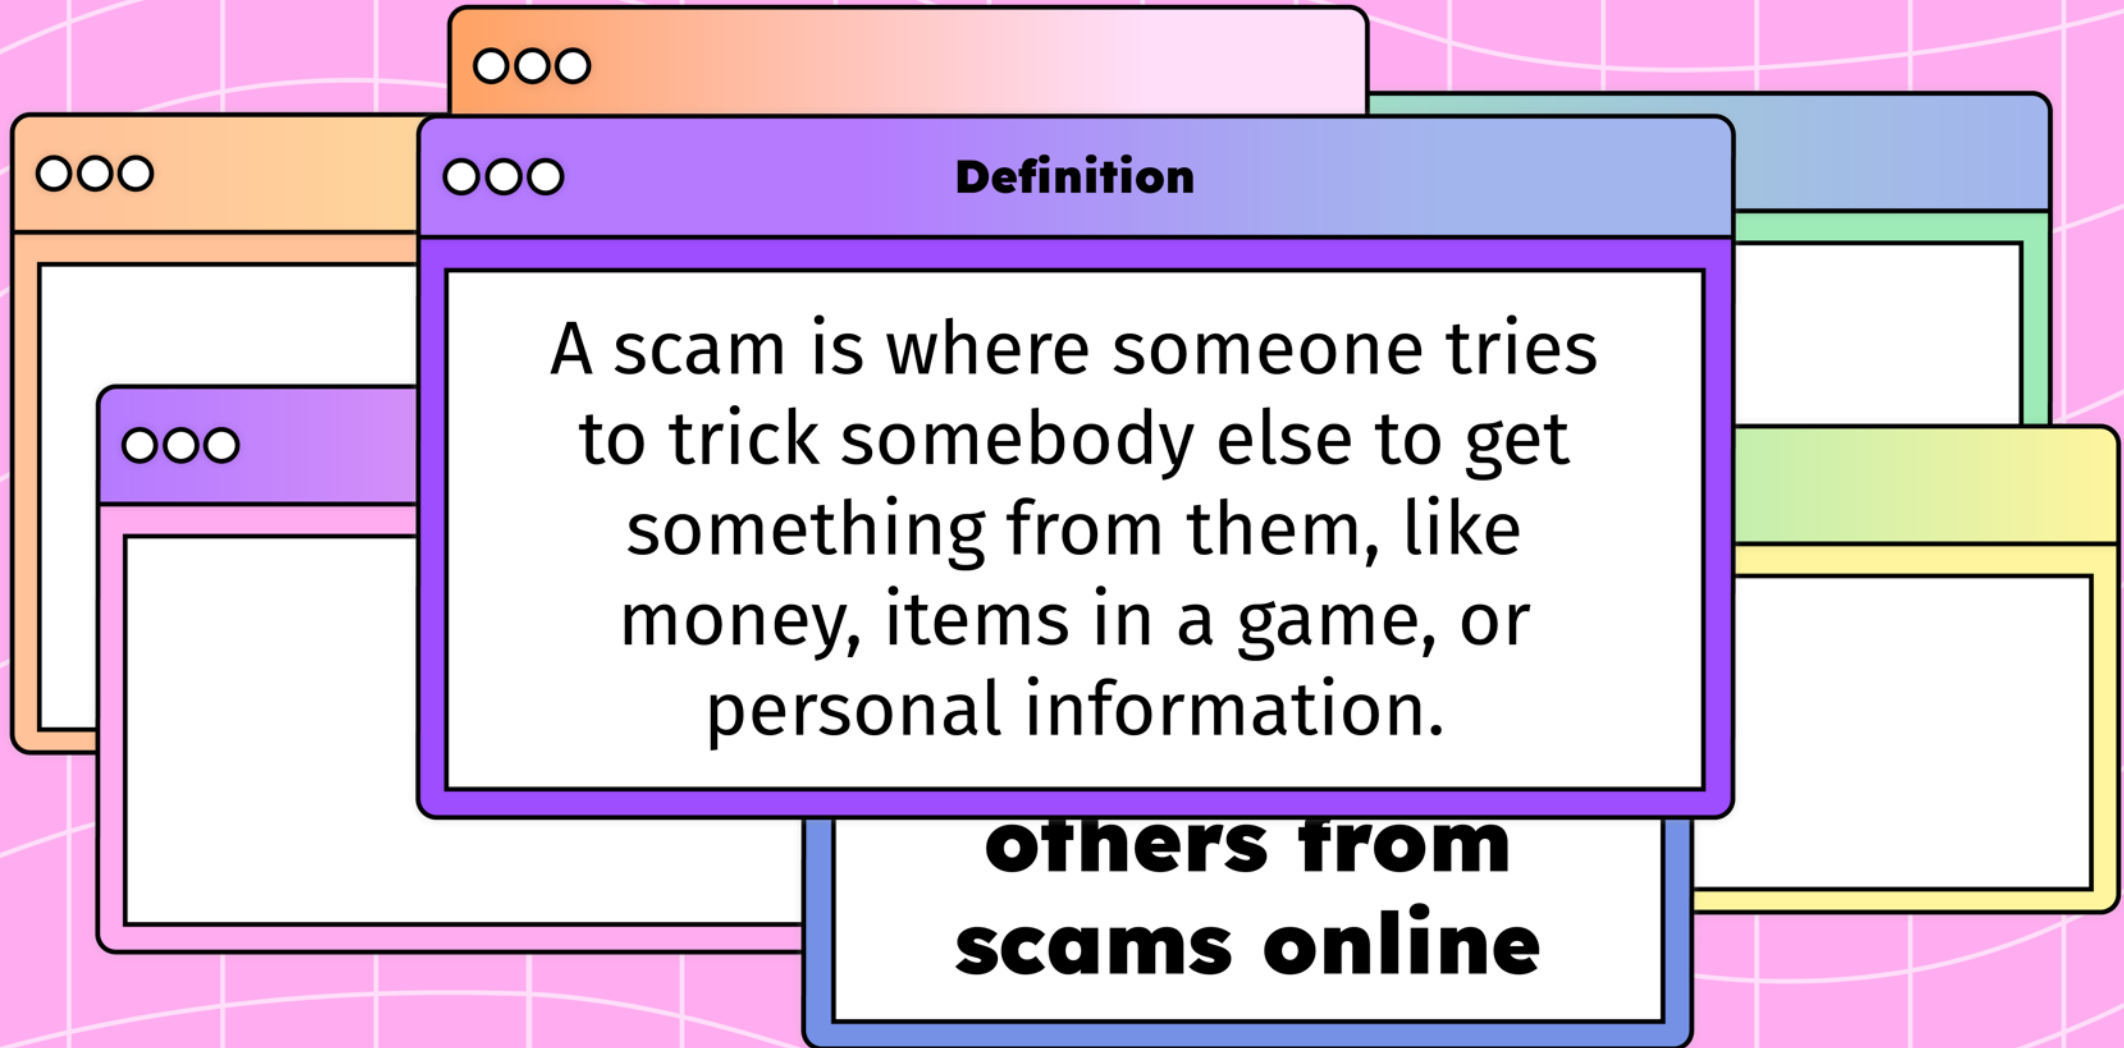 Definition
A scam is where someone tries
to trick somebody else to get
something from them, like
money, items in a game, or
personal information.
others from
scams online